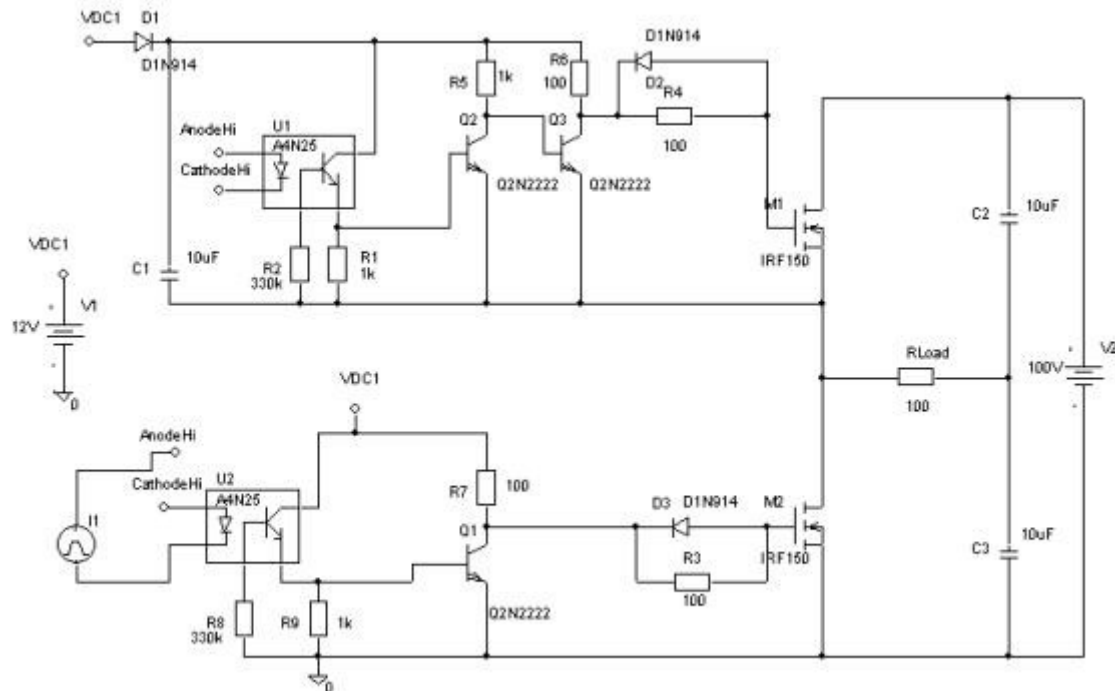 VDC1
D1
D1N914
R5
1k
R6
100
D1N914
D2
R4
100
U1
A4N25
AnodeHi
CathodeHi
Q2
Q3
Q2N2222
Q2N2222
M1
IRF150
C2
10uF
VDC1
C1
10uF
R2
330k
R1
1k
V1
12V
0
RLoad
100
V2
100V
VDC1
AnodeHi
CathodeHi
U2
A4N25
I1
R7
100
Q1
D3
D1N914
M2
IRF150
R3
100
C3
10uF
R8
330k
R9
1k
Q2N2222
0